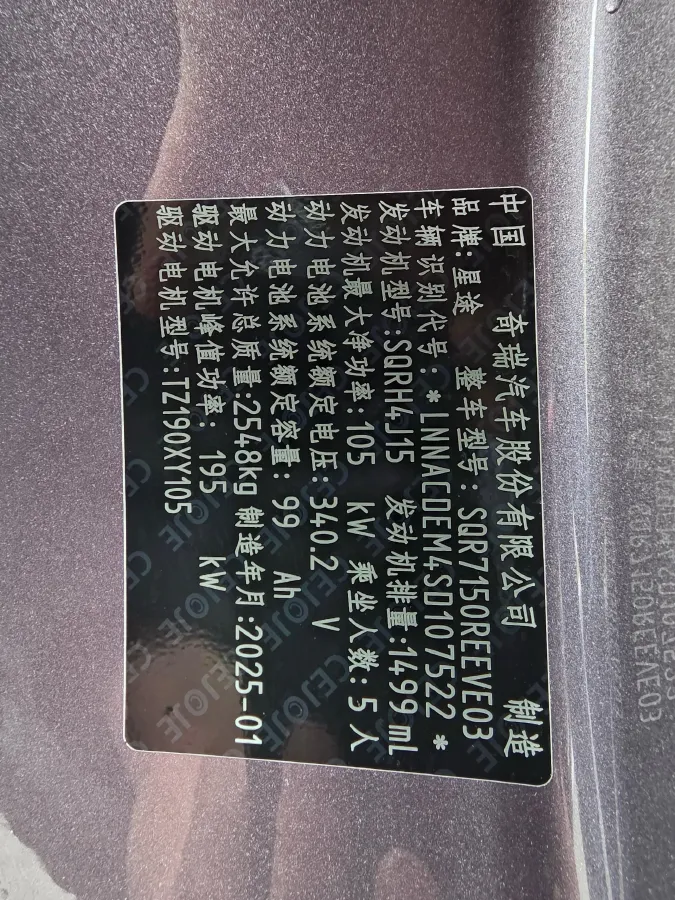 中国 奇瑞汽车股份有限公司 制造
品牌:星途 整车型号:SQR7150REEVE03
车辆识别代号:*LNNACDEM4SD107522*
发动机型号:SQRH4J15 发动机排量:1499mL
发动机最大净功率:105 kW 乘坐人数:5人
动力电池系统额定电压:340.2 V
动力电池系统额定容量:99 Ah
最大允许总质量:2548kg 制造年月:2025-01
驱动电机峰值功率:195 kW
驱动电机型号:TZ190XY105